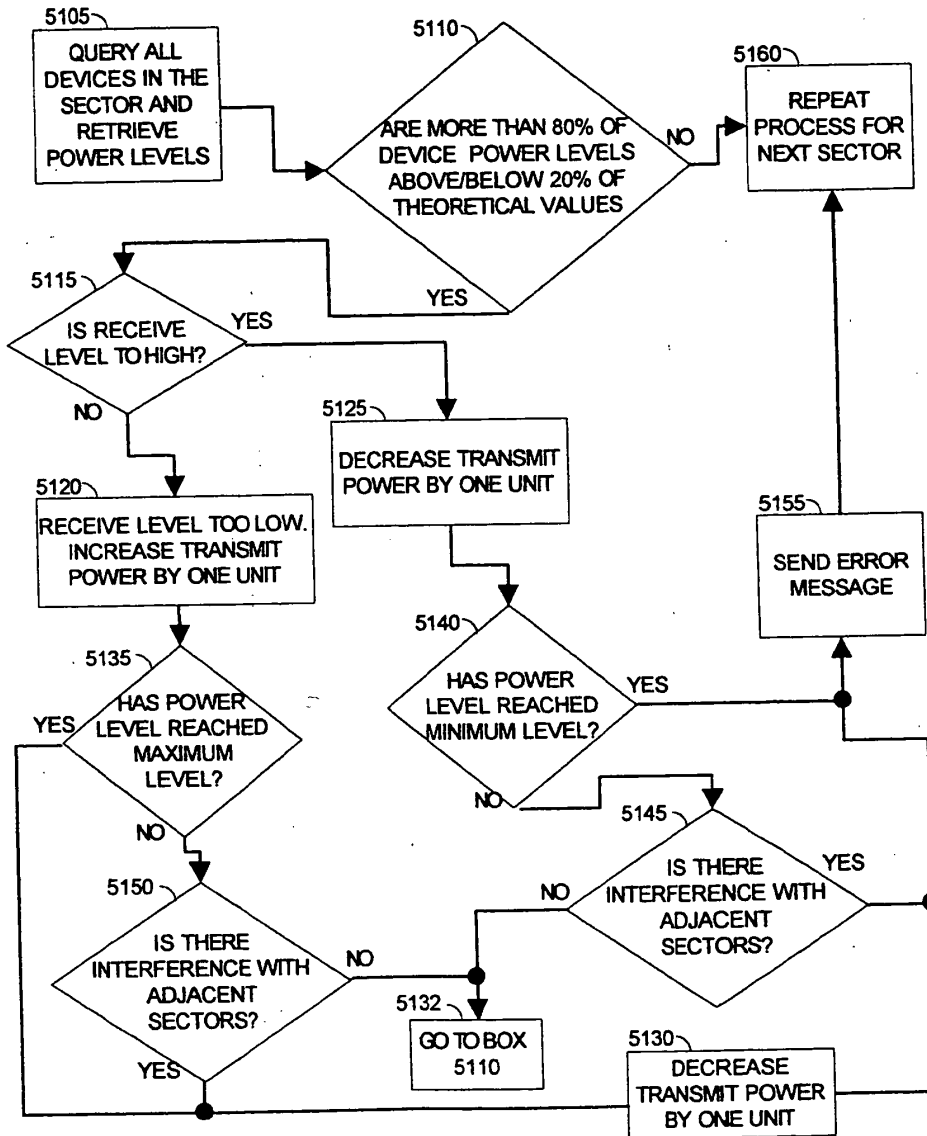 5105
QUERY ALL
DEVICES IN THE
SECTOR AND
RETRIEVE
POWER LEVELS
5110
ARE MORE THAN 80% OF
DEVICE POWER LEVELS
ABOVE/BELOW 20% OF
THEORETICAL VALUES
NO
YES
5160
REPEAT
PROCESS FOR
NEXT SECTOR
5115
IS RECEIVE
LEVEL TO HIGH?
YES
NO
5125
DECREASE TRANSMIT
POWER BY ONE UNIT
5120
RECEIVE LEVEL TOO LOW.
INCREASE TRANSMIT
POWER BY ONE UNIT
5155
SEND ERROR
MESSAGE
5135
HAS POWER
LEVEL REACHED
MAXIMUM
LEVEL?
YES
NO
5140
HAS POWER
LEVEL REACHED
MINIMUM LEVEL?
YES
NO
5145
IS THERE
INTERFERENCE WITH
ADJACENT
SECTORS?
YES
NO
5150
IS THERE
INTERFERENCE WITH
ADJACENT
SECTORS?
NO
YES
5132
GO TO BOX
5110
5130
DECREASE
TRANSMIT POWER
BY ONE UNIT